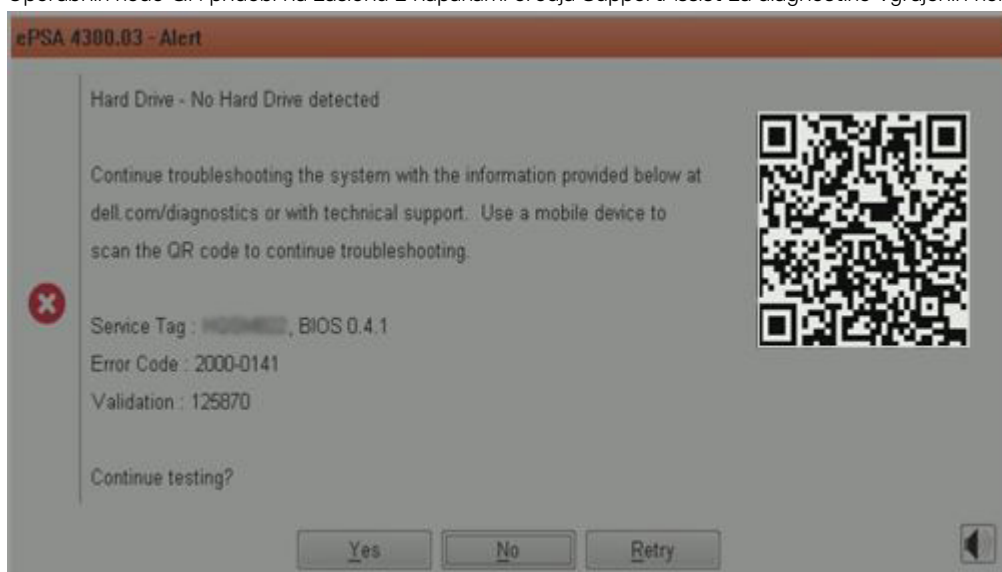 ePSA 4300.03 - Alert
Hard Drive - No Hard Drive detected
Continue troubleshooting the system with the information provided below at
dell.com/diagnostics or with technical support. Use a mobile device to
scan the QR code to continue troubleshooting.
Service Tag : , BIOS 0.4.1
Error Code : 2000-0141
Validation : 125870
Continue testing?
Yes No Retry